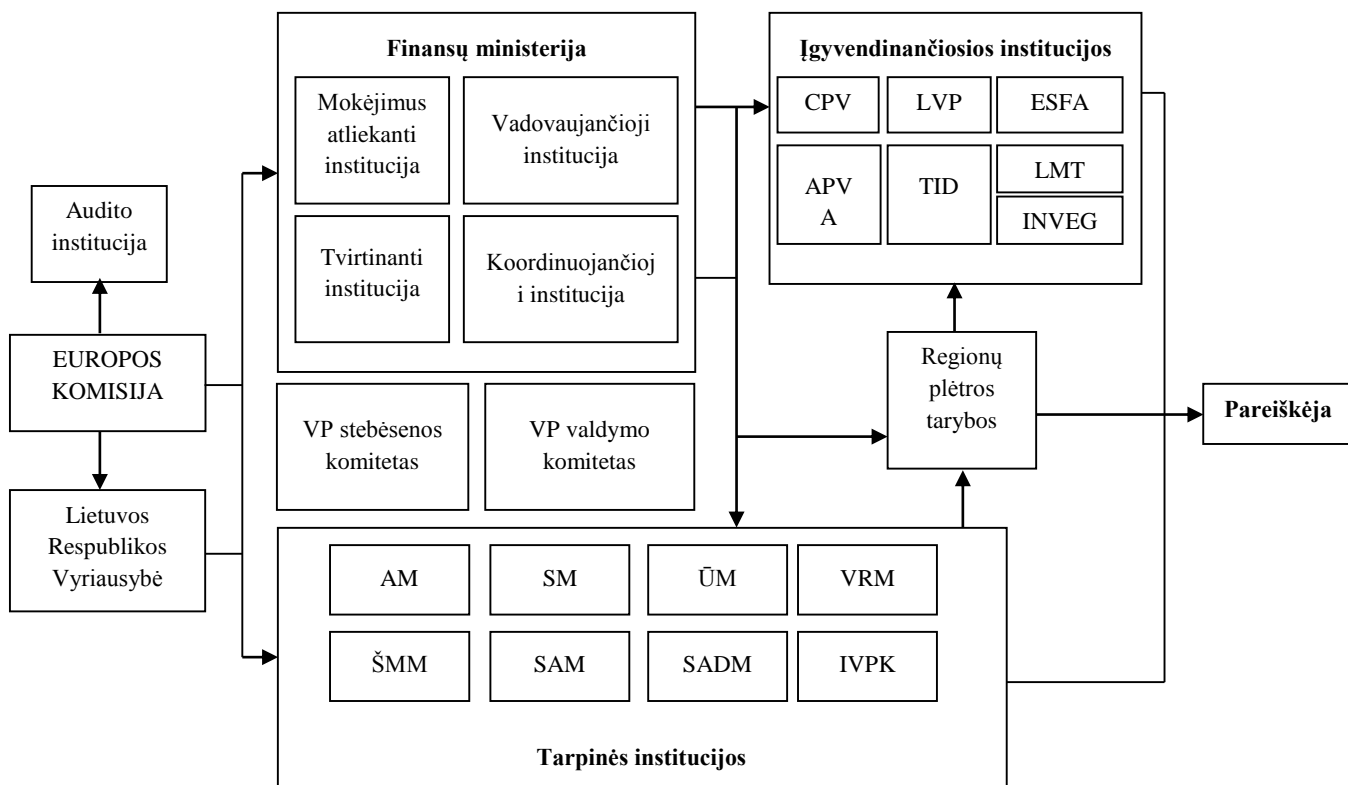 Finansų ministerija
Mokėjimus
atliekanti
institucija
Vadovaujančioji
institucija
Tvirtinanti
institucija
Koordinuojančioj
i institucija
Įgyvendinančiosios institucijos
CPV
LVP
ESFA
APV
A
TID
LMT
INVEG
Audito
institucija
EUROPOS
KOMISIJA
Lietuvos
Respublikos
Vyriausybė
VP stebėsenos
komitetas
VP valdymo
komitetas
Regionų
plėtros
tarybos
Pareiškėja
AM
SM
ŪM
VRM
ŠMM
SAM
SADM
IVPK
Tarpinės institucijos